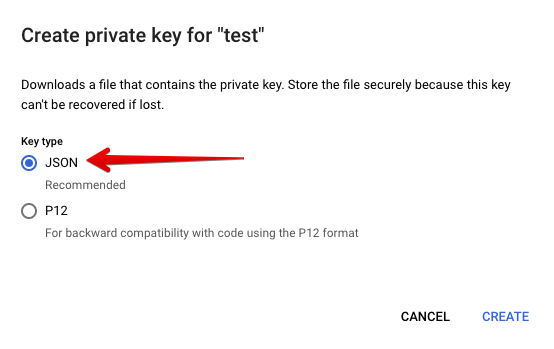 Create private key for "test"
Downloads a file that contains the private key. Store the file securely because this key
can't be recovered if lost.
Key type
JSON
Recommended
P12
For backward compatibility with code using the P12 format
CANCEL CREATE